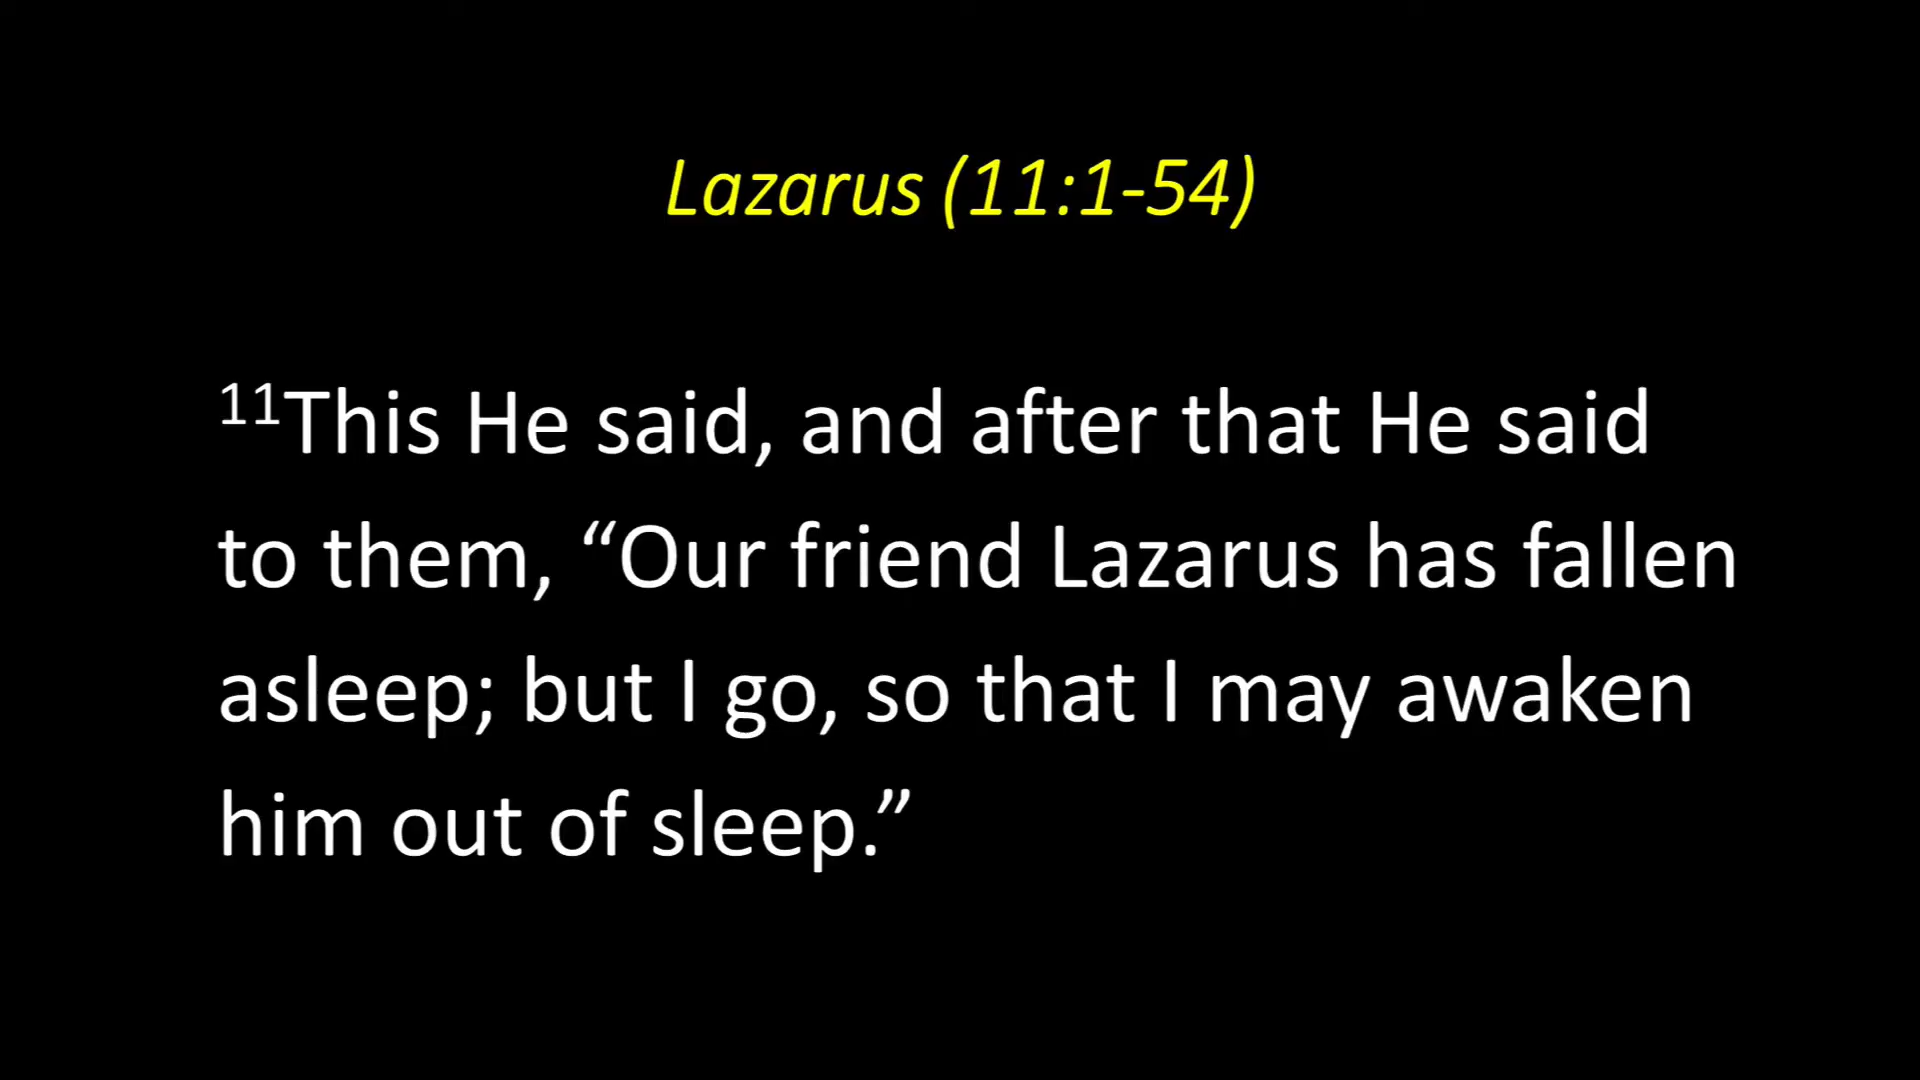 Lazarus (11:1-54)
11This He said, and after that He said
to them, “Our friend Lazarus has fallen
asleep; but I go, so that I may awaken
him out of sleep.”